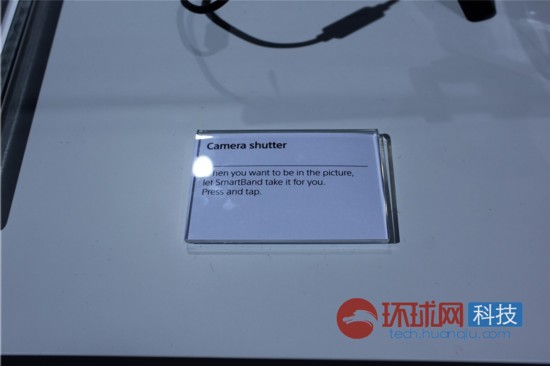 Camera shutter
When you want to be in the picture,
let SmartBand take it for you.
Press and tap.
环球网 科技
tech.huanqiu.com